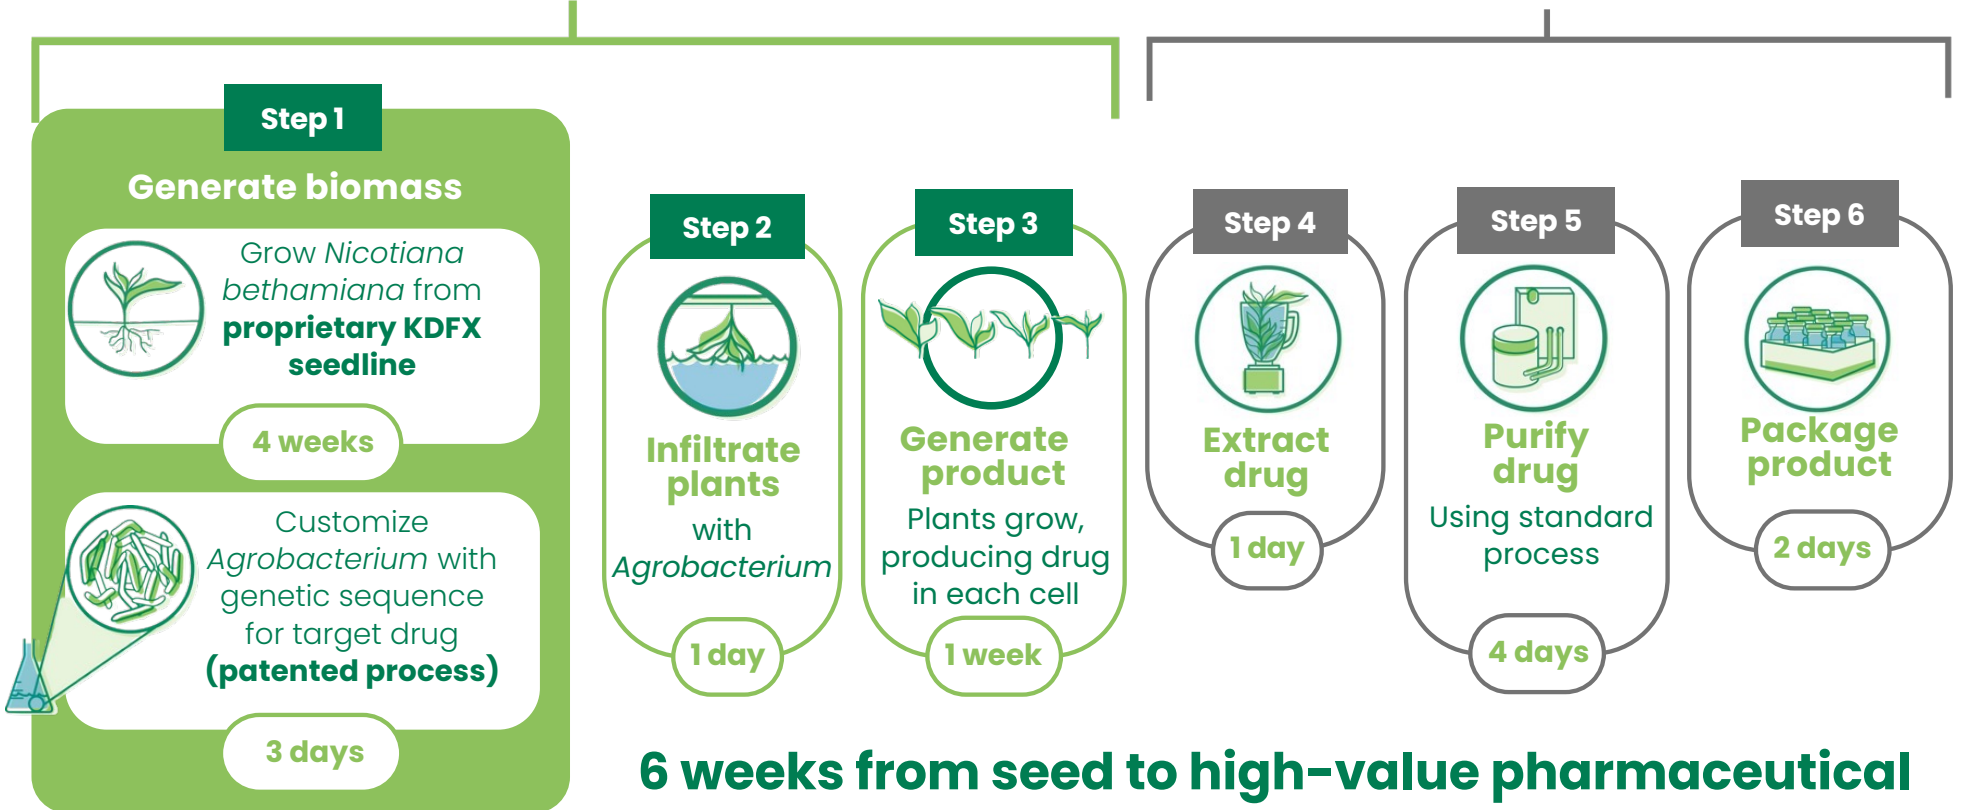 Step 1
Generate biomass
Grow Nicotiana
bethamiana from
proprietary KDFX
seedline
4 weeks
Customize
Agrobacterium with
genetic sequence
for target drug
(patented process)
3 days
Step 2
Infiltrate
plants
with
Agrobacterium
1 day
Step 3
Generate
product
Plants grow,
producing drug
in each cell
1 week
Step 4
Extract
drug
1 day
Step 5
Purify
drug
Using standard
process
4 days
Step 6
Package
product
2 days
6 weeks from seed to high-value pharmaceutical